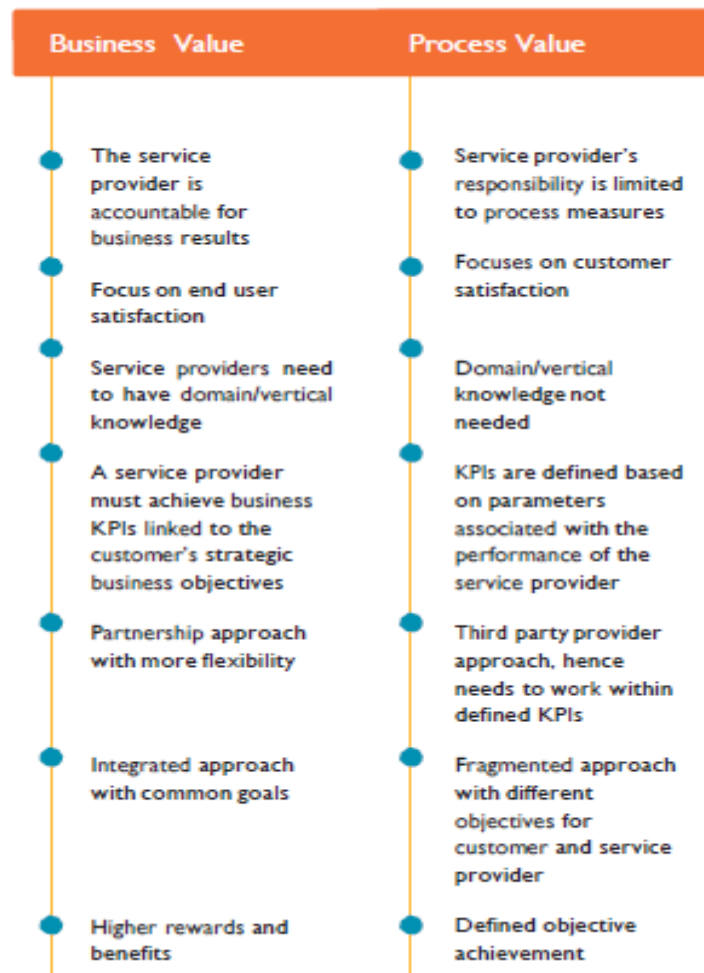 Business Value
Process Value
The service
provider is
accountable for
business results
Service provider's
responsibility is limited
to process measures
Focus on end user
satisfaction
Focuses on customer
satisfaction
Service providers need
to have domain/vertical
knowledge
Domain/vertical
knowledge not
needed
A service provider
must achieve business
KPIs linked to the
customer's strategic
business objectives
KPIs are defined based
on parameters
associated with the
performance of the
service provider
Partnership approach
with more flexibility
Third party provider
approach, hence
needs to work within
defined KPIs
Integrated approach
with common goals
Fragmented approach
with different
objectives for
customer and service
provider
Higher rewards and
benefits
Defined objective
achievement